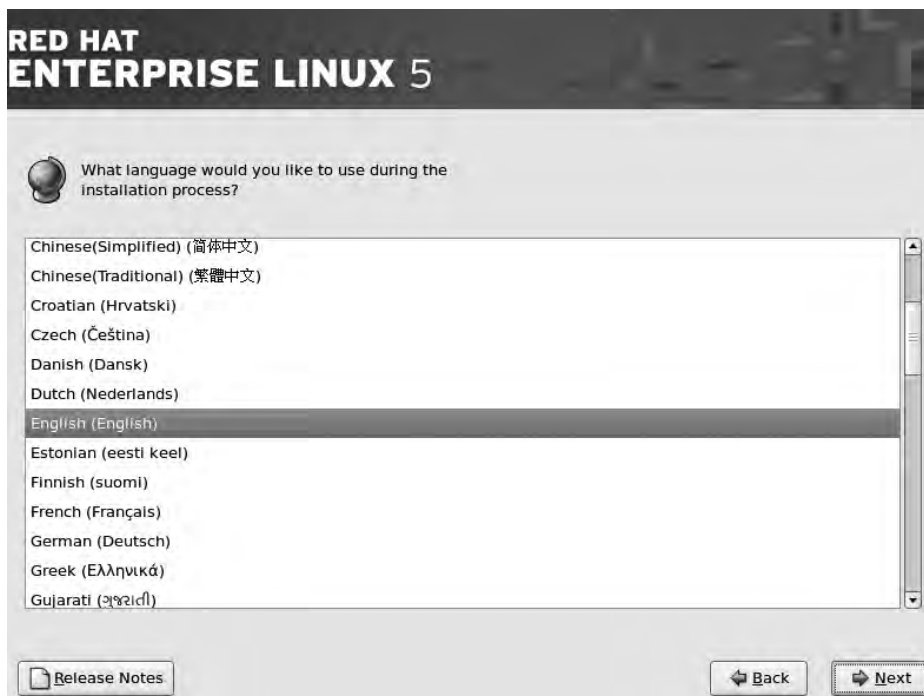 RED HAT
ENTERPRISE LINUX 5
What language would you like to use during the
installation process?
Chinese(Simplified) (简体中文)
Chinese(Traditional) (繁體中文)
Croatian (Hrvatski)
Czech (Čeština)
Danish (Dansk)
Dutch (Nederlands)
English (English)
Estonian (eesti keel)
Finnish (suomi)
French (Français)
German (Deutsch)
Greek (Ελληνικά)
Gujarati (ગુજરાતી)
Release Notes
Back
Next